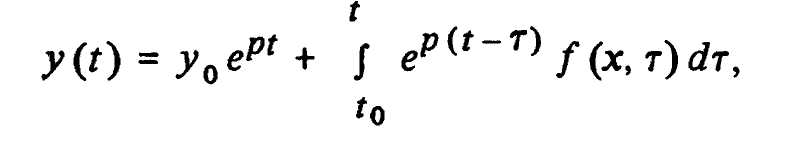 y(t) = y₀e^{pt} + ∫_{t₀}^{t} e^{p(t−τ)} f(x, τ) dτ,